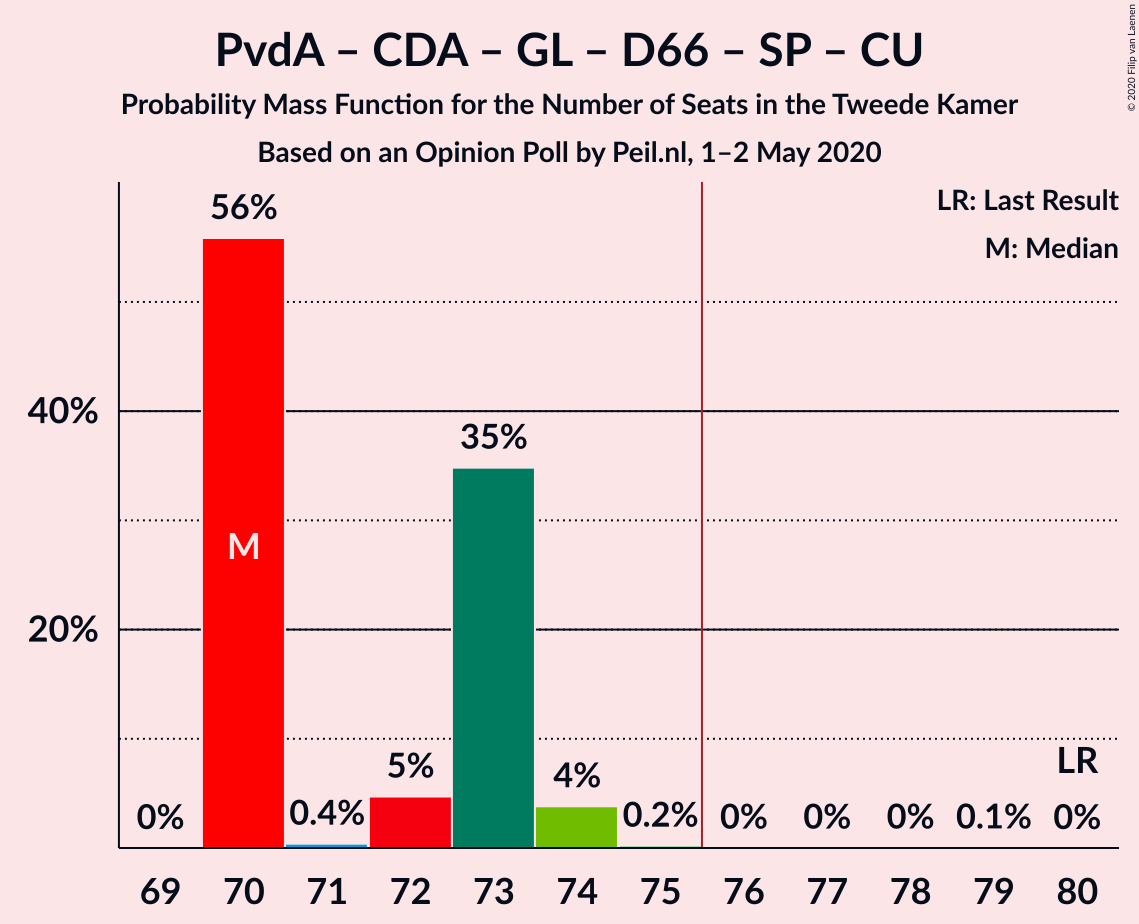 PvdA – CDA – GL – D66 – SP – CU
Probability Mass Function for the Number of Seats in the Tweede Kamer
Based on an Opinion Poll by Peil.nl, 1–2 May 2020
© 2020 Filip van Laenen
LR: Last Result
M: Median
56%
40%
35%
M
20%
LR
0% 0.4% 5% 4% 0.2% 0% 0% 0% 0.1% 0%
69 70 71 72 73 74 75 76 77 78 79 80